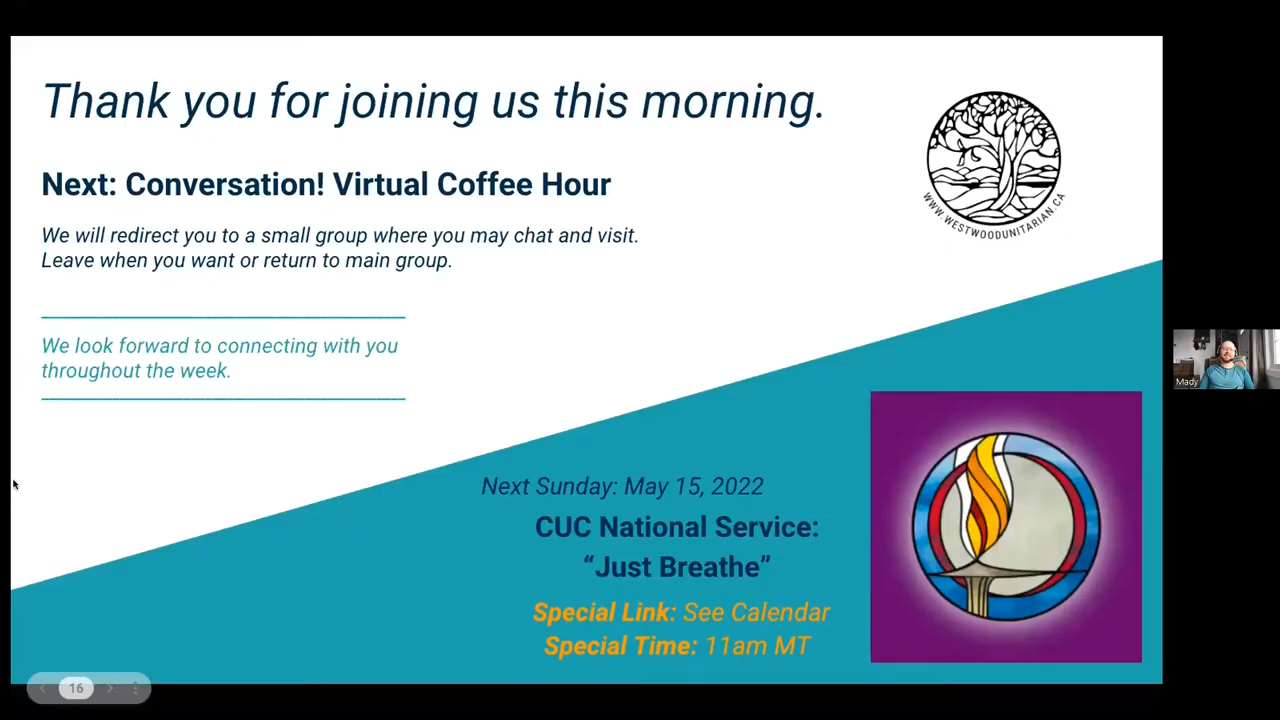 Thank you for joining us this morning.
Next: Conversation! Virtual Coffee Hour
We will redirect you to a small group where you may chat and visit.
Leave when you want or return to main group.
We look forward to connecting with you
throughout the week.
WWW.WESTWOODUNITARIAN.CA
Mady
Next Sunday: May 15, 2022
CUC National Service:
“Just Breathe”
Special Link: See Calendar
Special Time: 11am MT
16